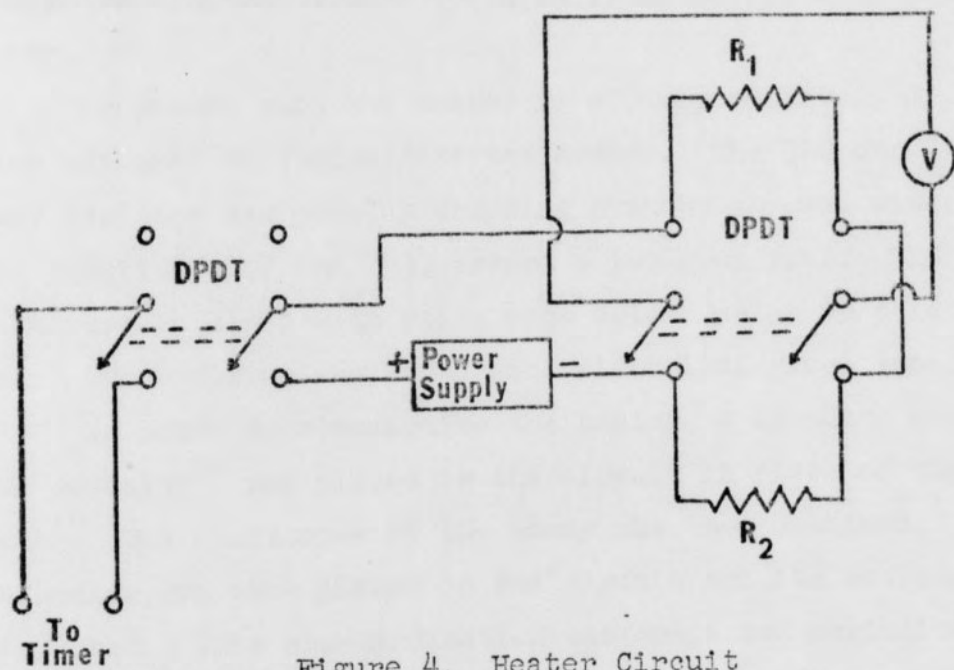 R1
V
DPDT
DPDT
+ Power -
Supply
R2
To
Timer
Figure 4 Heater Circuit